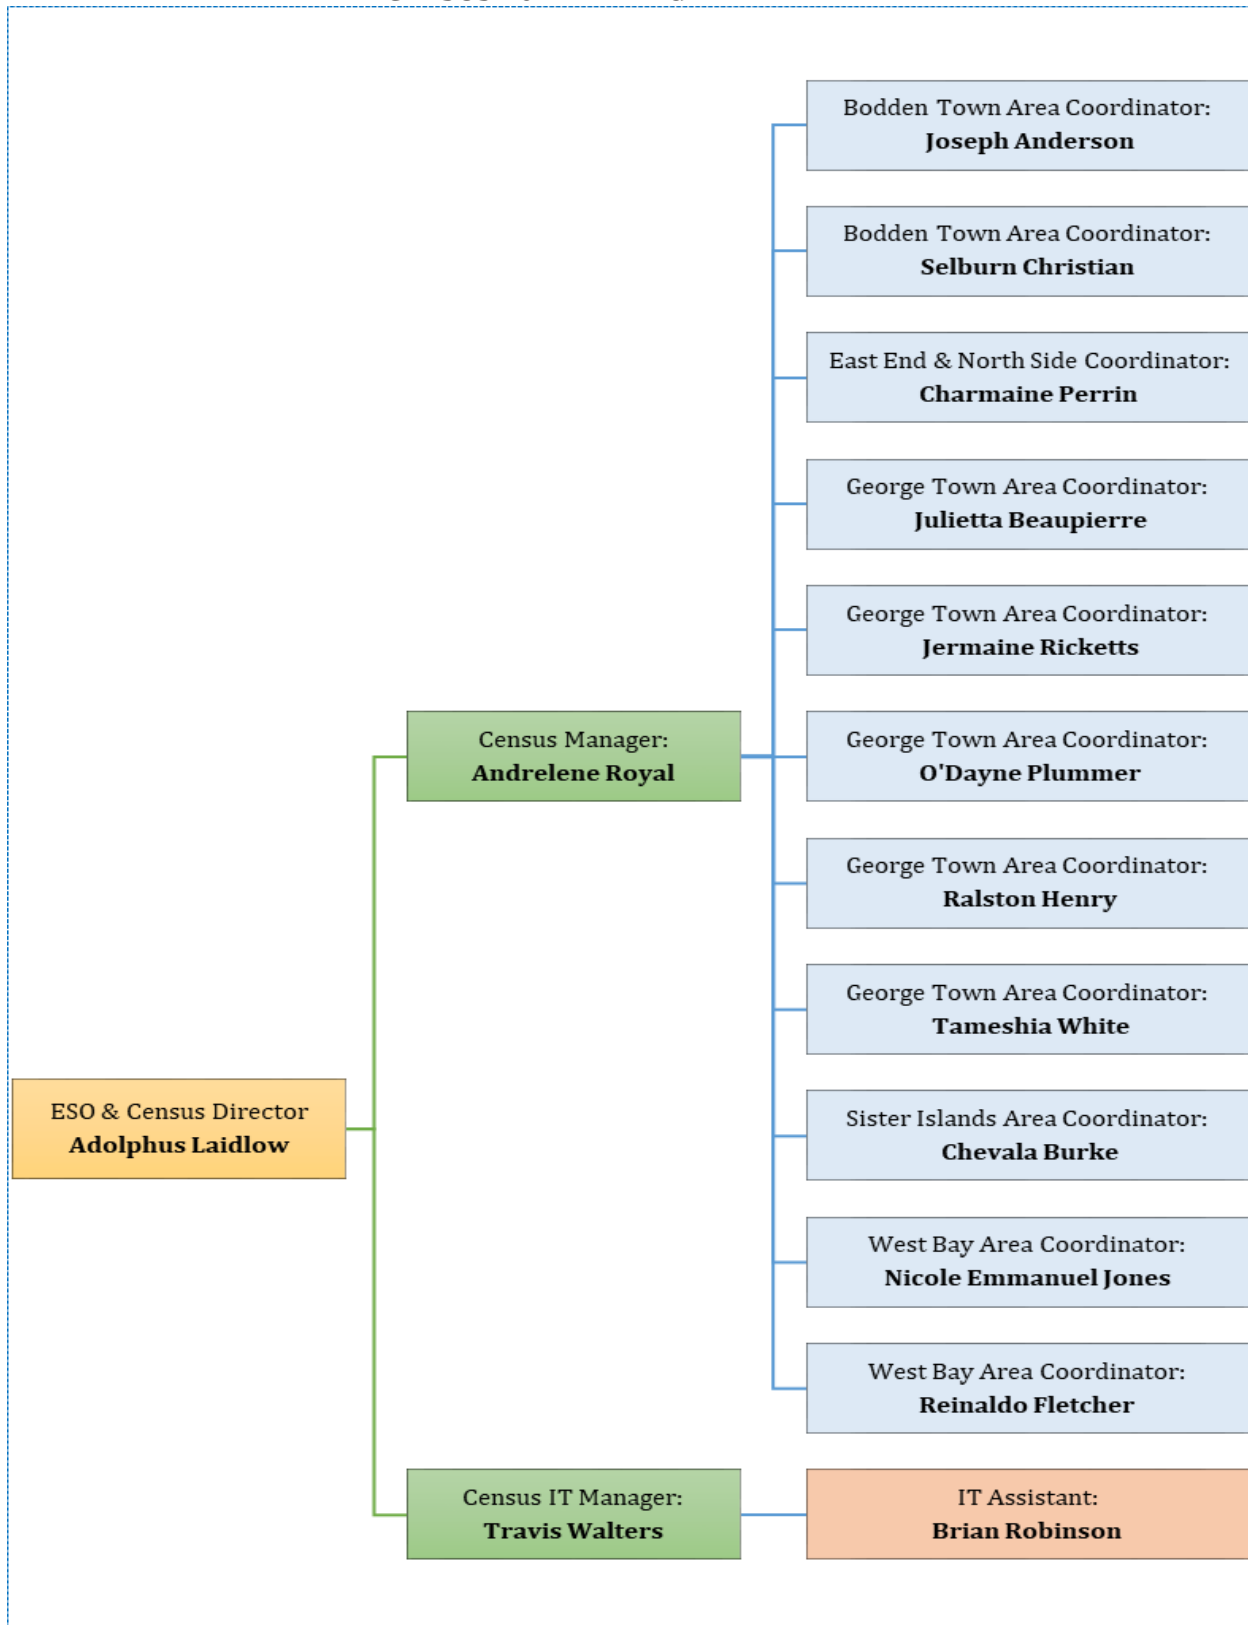 Bodden Town Area Coordinator:
Joseph Anderson
Bodden Town Area Coordinator:
Selburn Christian
East End & North Side Coordinator:
Charmaine Perrin
George Town Area Coordinator:
Julietta Beaupierre
George Town Area Coordinator:
Jermaine Ricketts
Census Manager:
Andrelene Royal
George Town Area Coordinator:
O'Dayne Plummer
George Town Area Coordinator:
Ralston Henry
George Town Area Coordinator:
Tameshia White
ESO & Census Director
Adolphus Laidlow
Sister Islands Area Coordinator:
Chevala Burke
West Bay Area Coordinator:
Nicole Emmanuel Jones
West Bay Area Coordinator:
Reinaldo Fletcher
Census IT Manager:
Travis Walters
IT Assistant:
Brian Robinson